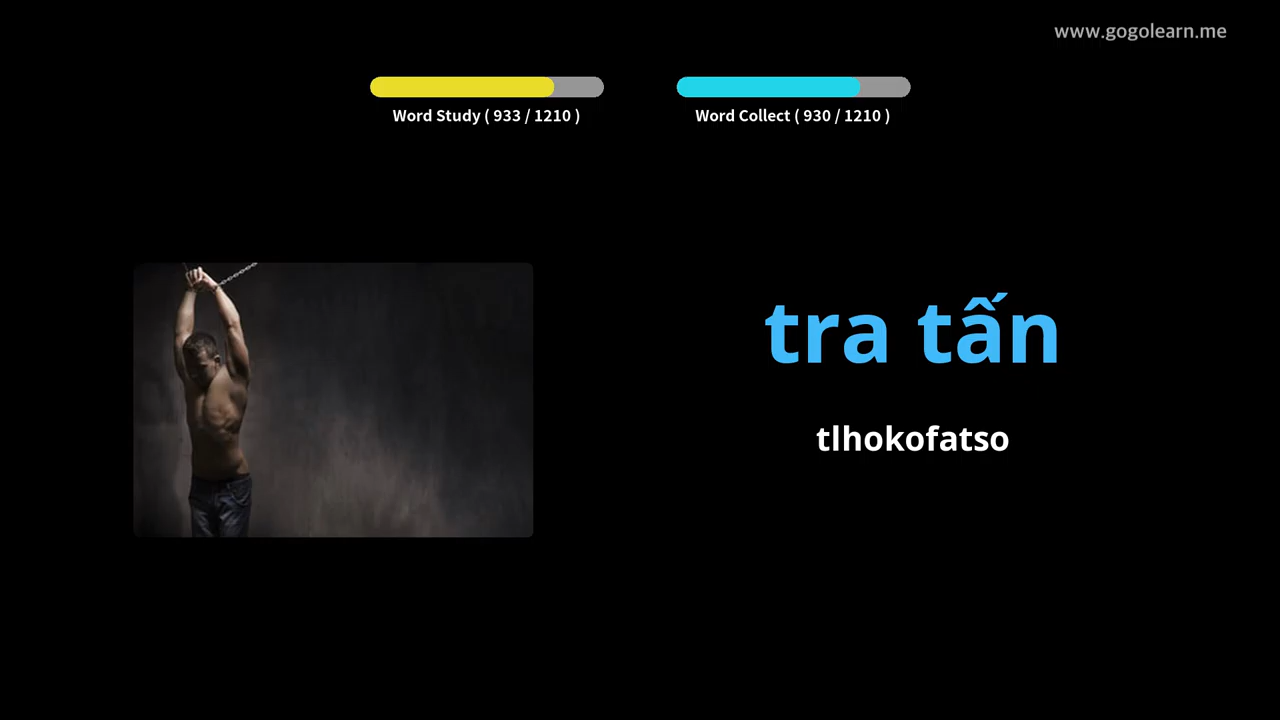 www.gogolearn.me
Word Study ( 933 / 1210 )
Word Collect ( 930 / 1210 )
tra tấn
tlhokofatso